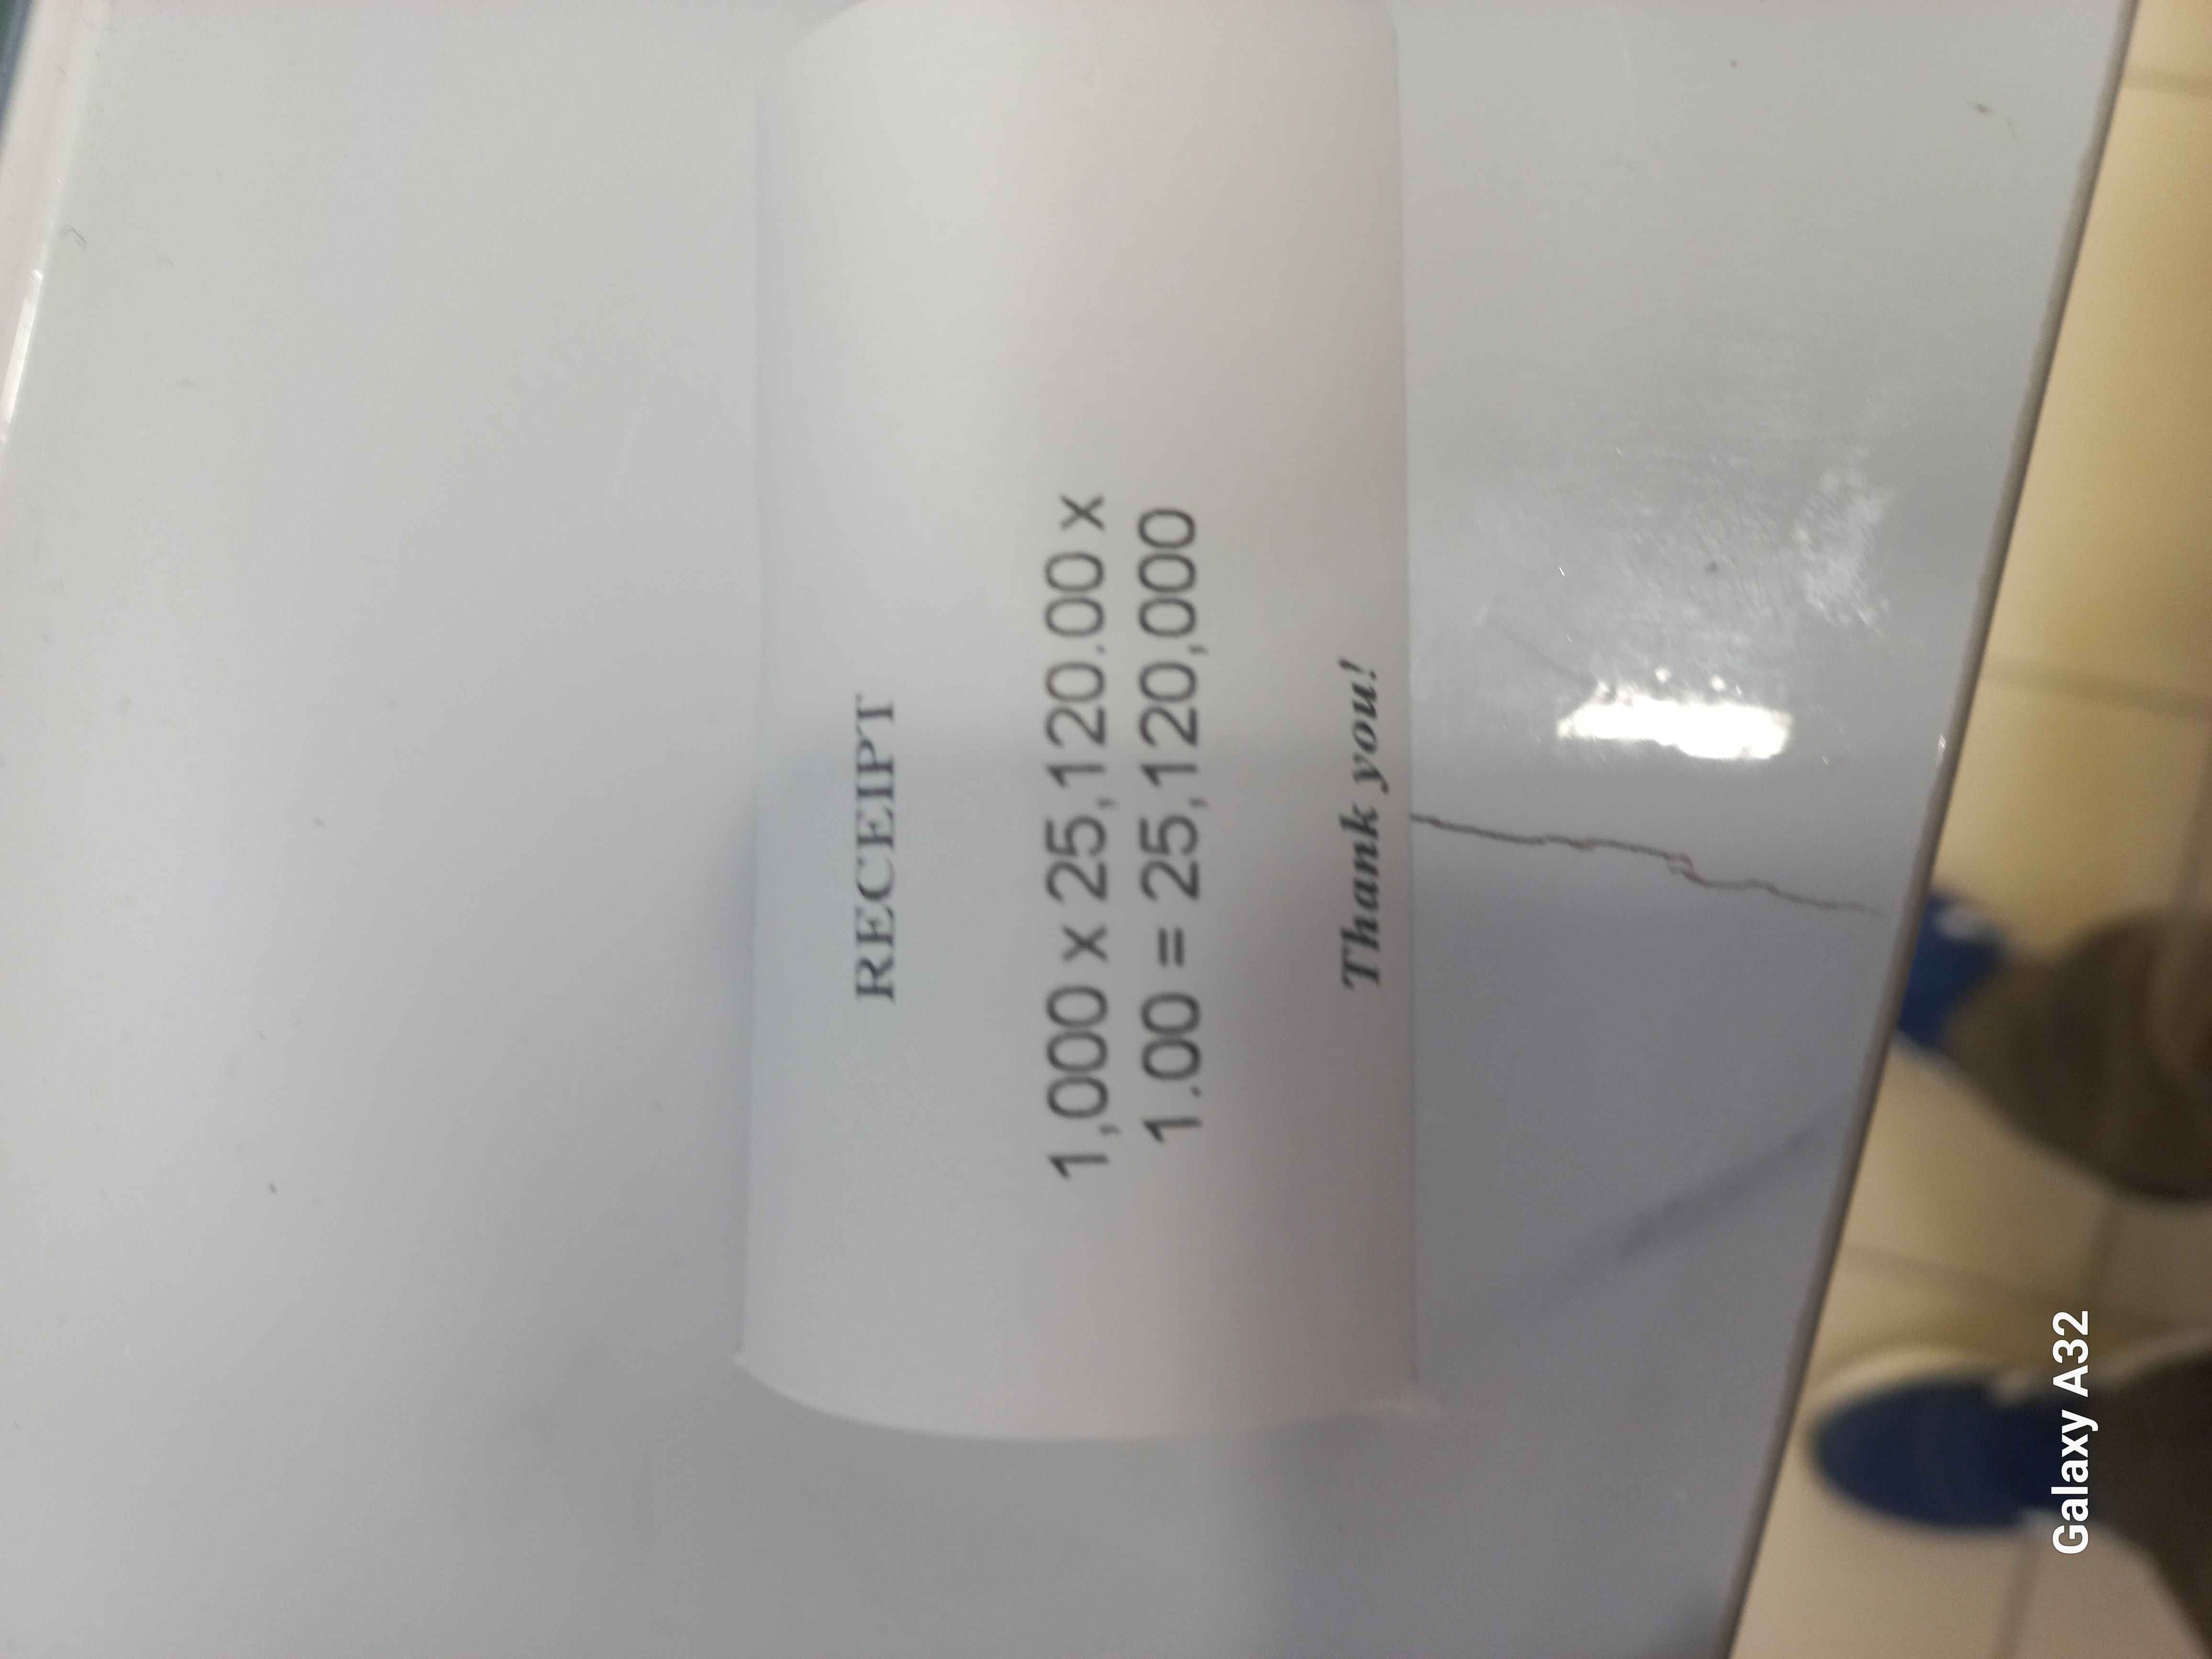 RECEIPT
1,000 x 25,120.00 x
1.00 = 25,120,000
Thank you!
Galaxy A32